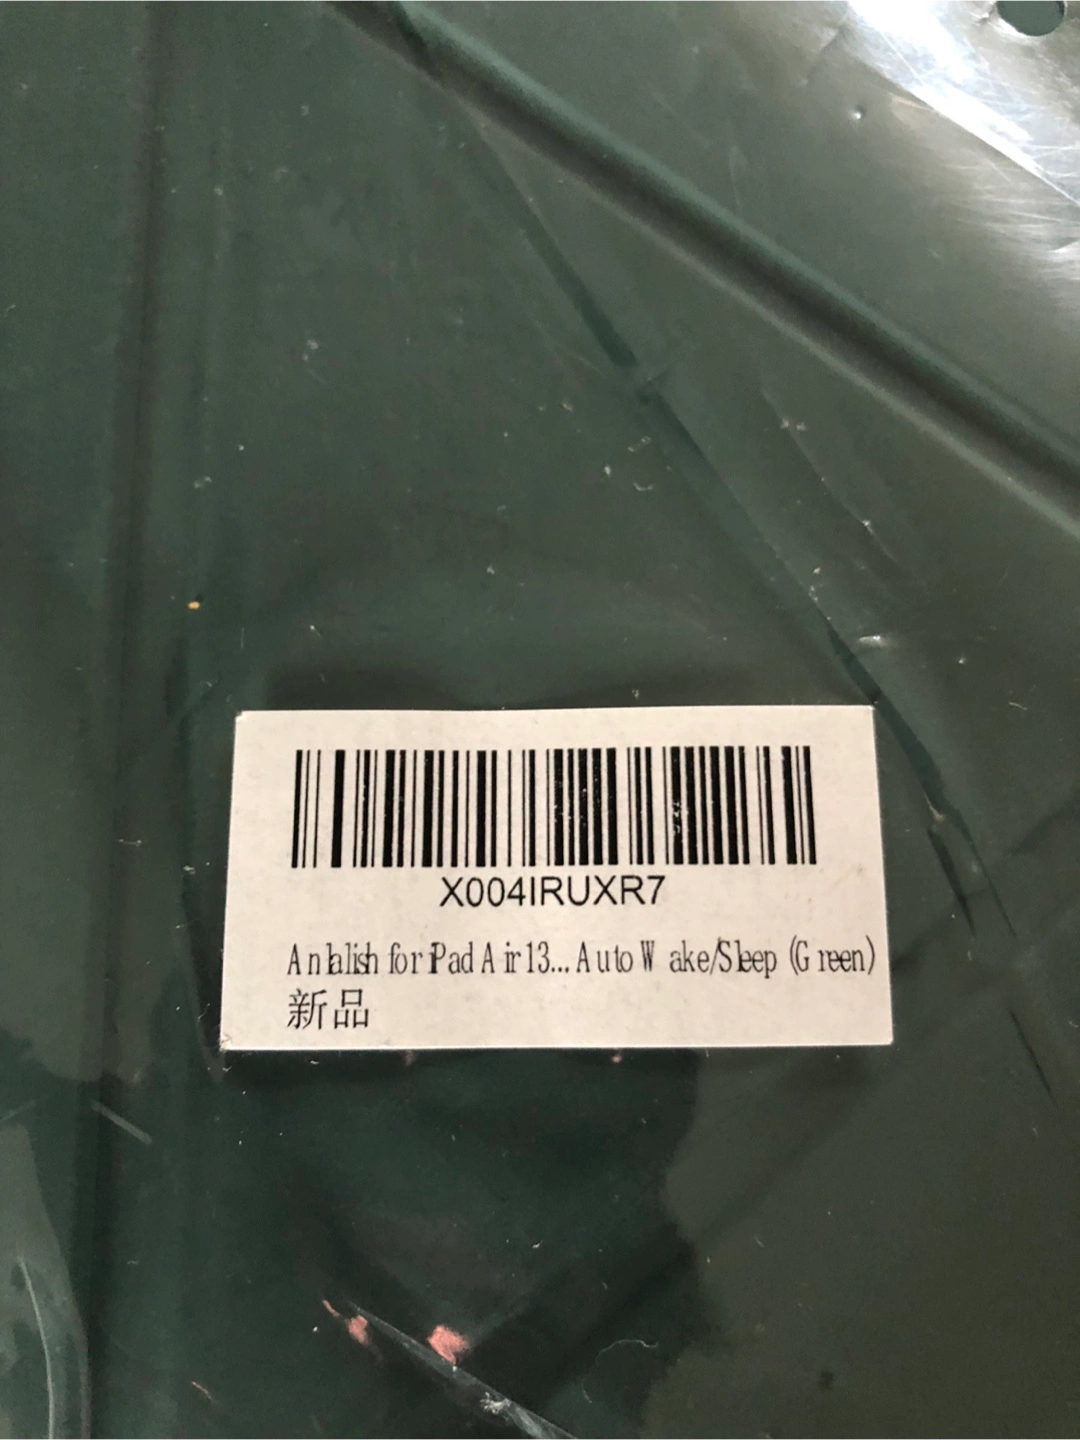 X004IRUXR7
Anlalish for iPad Air 13... Auto Wake/Sleep (Green)
新品